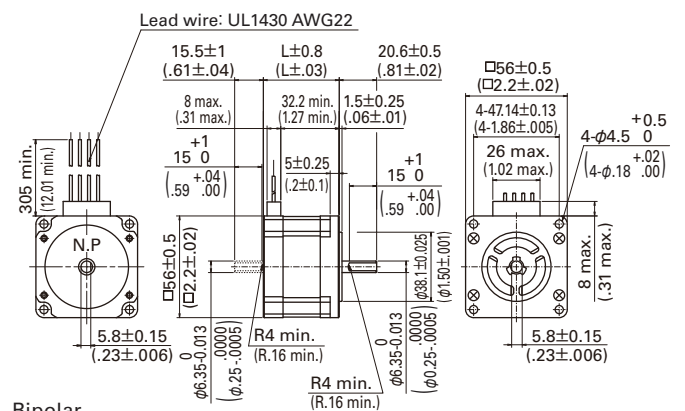 Lead wire: UL1430 AWG22
15.5±1
(.61±.04)
L±0.8
(L±.03)
20.6±0.5
(.81±.02)
□56±0.5
(□2.2±.02)
8 max.
(.31 max.)
32.2 min.
(1.27 min.)
1.5±0.25
(.06±.01)
4-47.14±0.13
(4-1.86±.005)
+0.5
4-φ4.5 0
(4-φ.18 +.02 .00)
305 min.
(12.01 min.)
+1
15 0
(.59 +.04 .00)
5±0.25
(.2±0.1)
+1
15 0
(.59 +.04 .00)
26 max.
(1.02 max.)
N.P
□56±0.5
(□2.2±.02)
φ38.1±0.025
(φ1.50±.001)
8 max.
(.31 max.)
5.8±0.15
(.23±.006)
0
φ6.35-0.013
(φ.25 .0000 -.0005)
R4 min.
(R.16 min.)
R4 min.
(R.16 min.)
0
φ6.35-0.013
(φ0.25 .0000 -.0005)
5.8±0.15
(.23±.006)
Bipolar